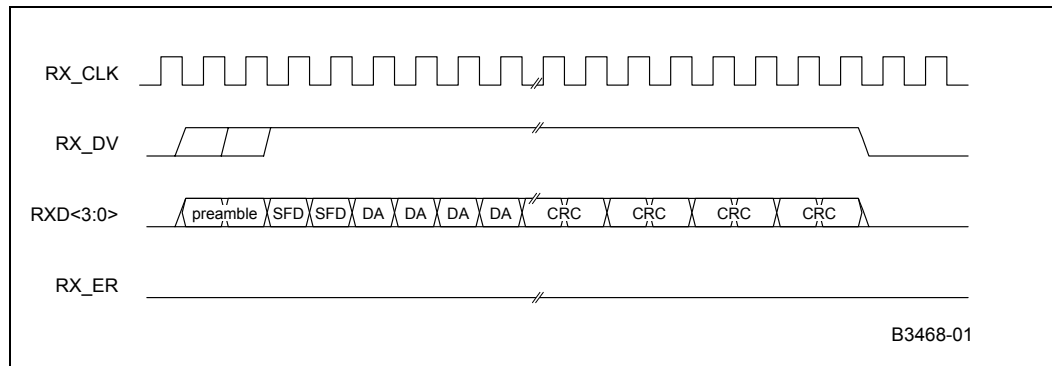 RX_CLK
RX_DV
RXD<3:0> preamble SFD SFD DA DA DA DA CRC CRC CRC CRC
RX_ER
B3468-01